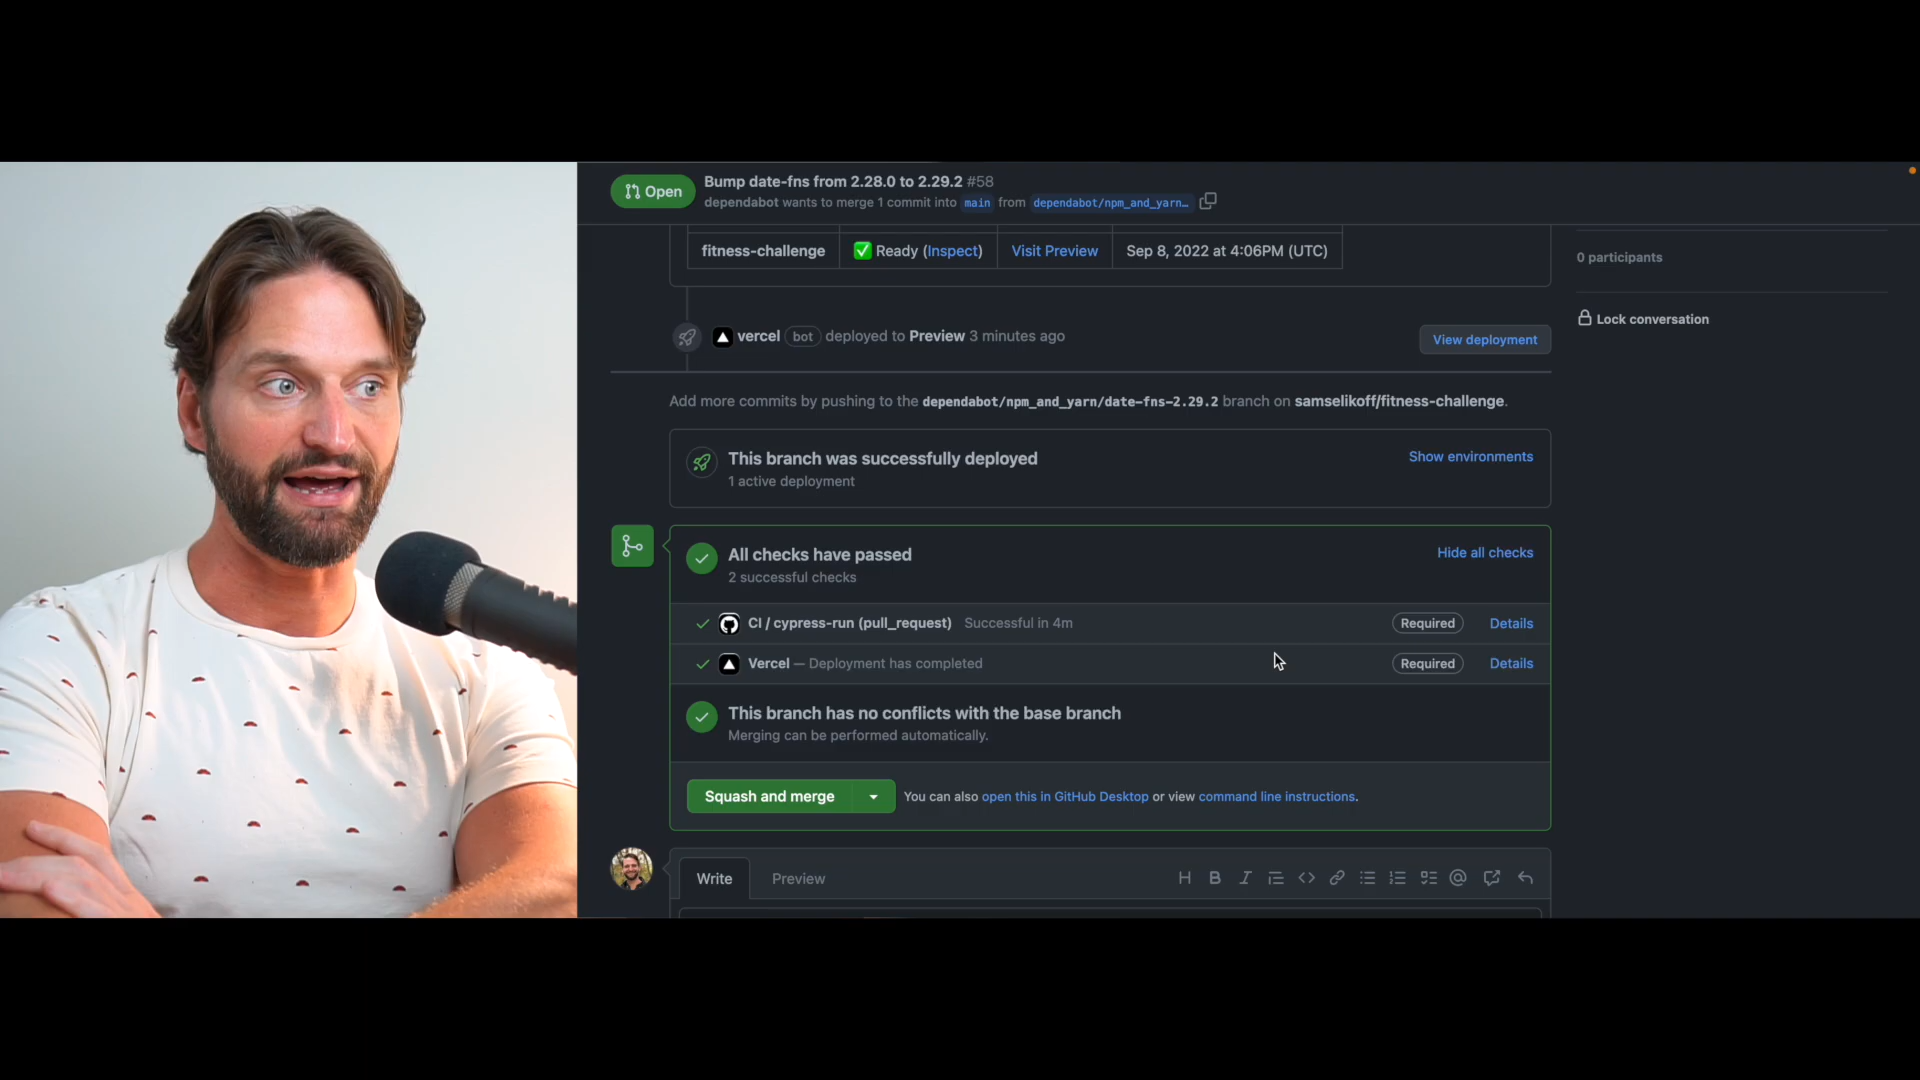 Open
Bump date-fns from 2.28.0 to 2.29.2 #58
dependabot wants to merge 1 commit into main from dependabot/npm_and_yarn…
fitness-challenge ✅ Ready (Inspect) Visit Preview Sep 8, 2022 at 4:06PM (UTC)
0 participants
Lock conversation
vercel bot deployed to Preview 3 minutes ago
View deployment
Add more commits by pushing to the dependabot/npm_and_yarn/date-fns-2.29.2 branch on samselikoff/fitness-challenge.
This branch was successfully deployed
1 active deployment
Show environments
All checks have passed
2 successful checks
Hide all checks
CI / cypress-run (pull_request) Successful in 4m Required Details
Vercel — Deployment has completed Required Details
This branch has no conflicts with the base branch
Merging can be performed automatically.
Squash and merge You can also open this in GitHub Desktop or view command line instructions.
Write Preview